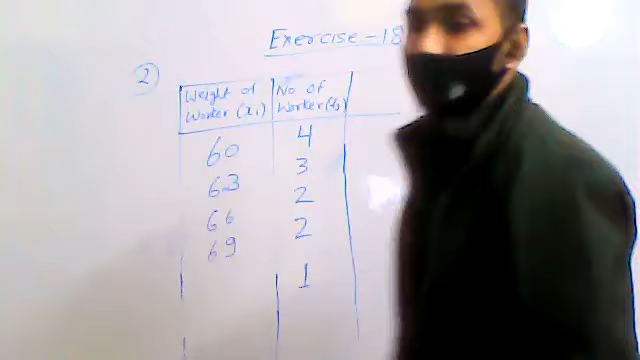 Exercise - 18
2
Weight of Worker (xi)
No of Worker (fi)
60 4
63 3
66 2
69 2
1